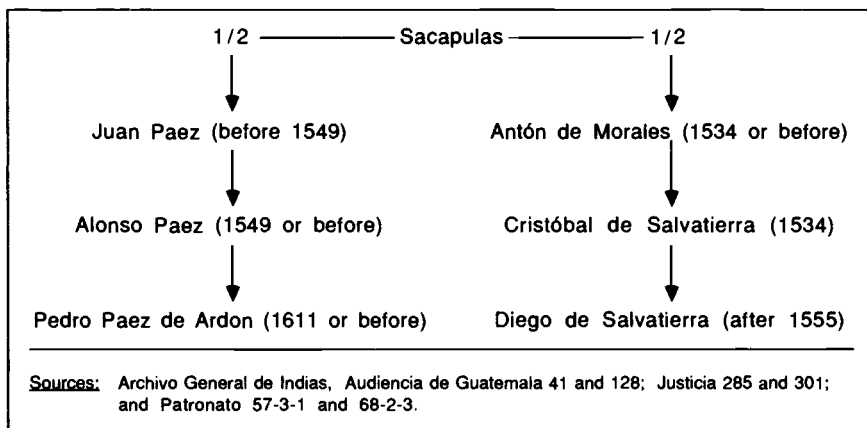 1/2 Sacapulas 1/2
Juan Paez (before 1549) Antón de Morales (1534 or before)
Alonso Paez (1549 or before) Cristóbal de Salvatierra (1534)
Pedro Paez de Ardon (1611 or before) Diego de Salvatierra (after 1555)
Sources: Archivo General de Indias, Audiencia de Guatemala 41 and 128; Justicia 285 and 301;
and Patronato 57-3-1 and 68-2-3.